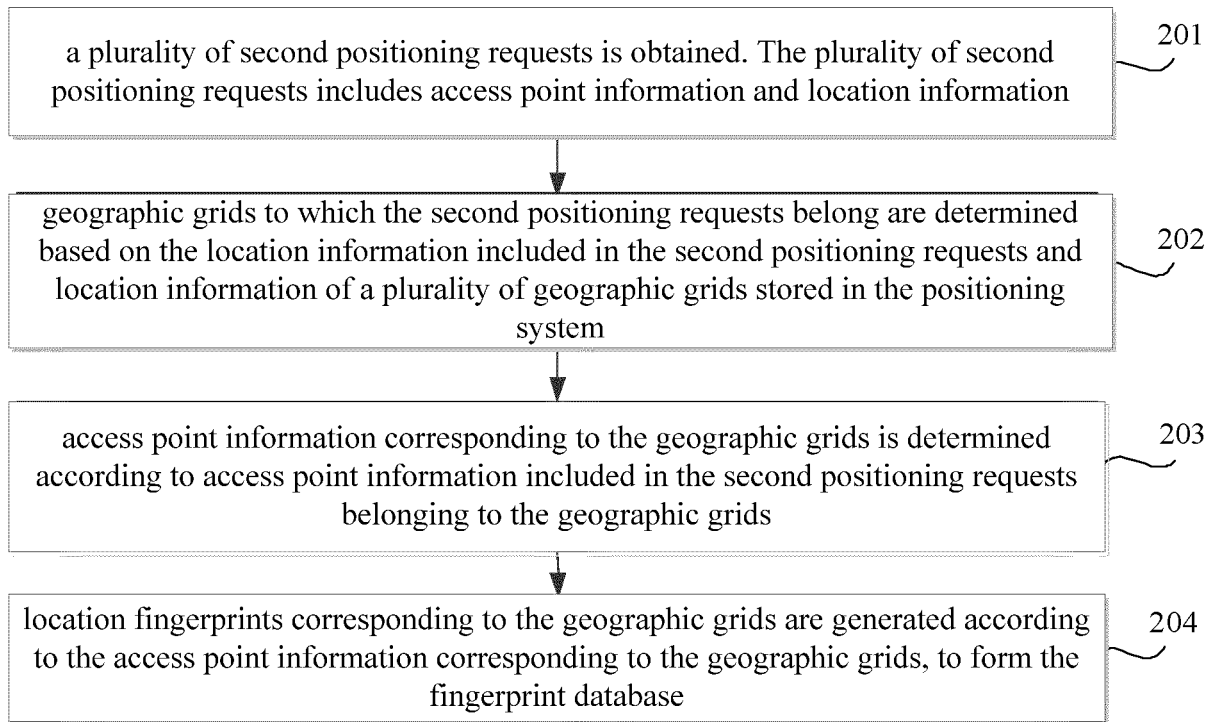 a plurality of second positioning requests is obtained. The plurality of second
positioning requests includes access point information and location information
201
geographic grids to which the second positioning requests belong are determined
based on the location information included in the second positioning requests and
location information of a plurality of geographic grids stored in the positioning
system
202
access point information corresponding to the geographic grids is determined
according to access point information included in the second positioning requests
belonging to the geographic grids
203
location fingerprints corresponding to the geographic grids are generated according
to the access point information corresponding to the geographic grids, to form the
fingerprint database
204